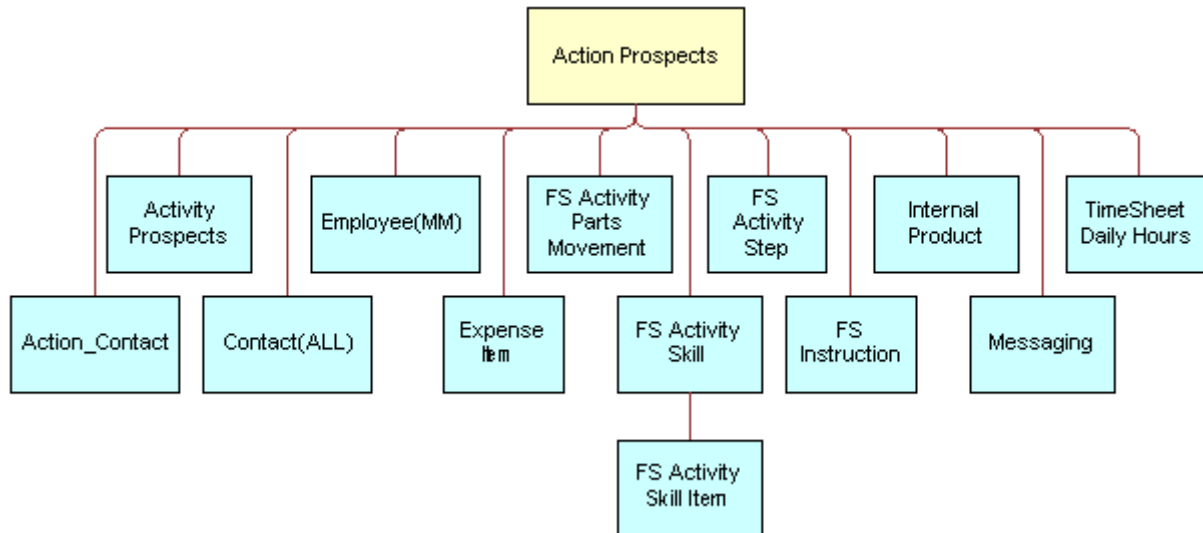 Action Prospects
Activity
Prospects
Employee(MM)
FS Activity
Parts
Movement
FS
Activity
Step
Internal
Product
TimeSheet
Daily Hours
Action_Contact
Contact(ALL)
Expense
Item
FS Activity
Skill
FS
Instruction
Messaging
FS Activity
Skill Item